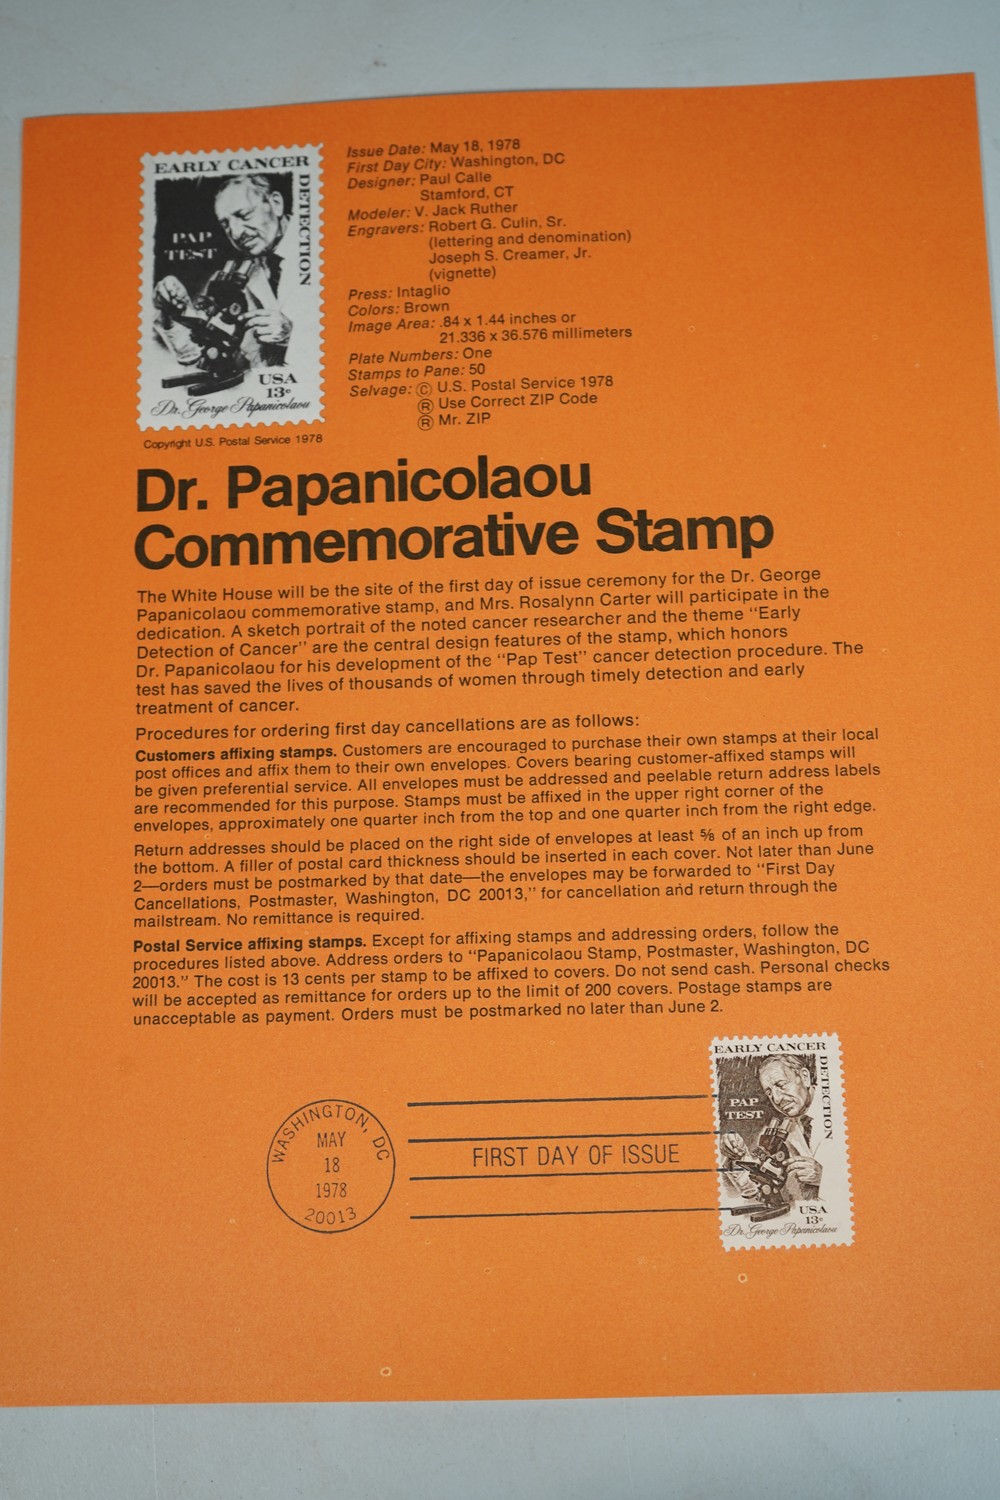 EARLY CANCER
DETECTION
PAP
TEST
USA
13c
Dr. George Papanicolaou
Copyright U.S. Postal Service 1978
Issue Date: May 18, 1978
First Day City: Washington, DC
Designer: Paul Calle
Stamford, CT
Modeler: V. Jack Ruther
Engravers: Robert G. Culin, Sr.
(lettering and denomination)
Joseph S. Creamer, Jr.
(vignette)
Press: Intaglio
Colors: Brown
Image Area: .84 x 1.44 inches or
21.336 x 36.576 millimeters
Plate Numbers: One
Stamps to Pane: 50
Selvage: Ⓒ U.S. Postal Service 1978
Ⓡ Use Correct ZIP Code
Ⓡ Mr. ZIP
Dr. Papanicolaou
Commemorative Stamp
The White House will be the site of the first day of issue ceremony for the Dr. George
Papanicolaou commemorative stamp, and Mrs. Rosalynn Carter will participate in the
dedication. A sketch portrait of the noted cancer researcher and the theme "Early
Detection of Cancer" are the central design features of the stamp, which honors
Dr. Papanicolaou for his development of the "Pap Test" cancer detection procedure. The
test has saved the lives of thousands of women through timely detection and early
treatment of cancer.
Procedures for ordering first day cancellations are as follows:
Customers affixing stamps. Customers are encouraged to purchase their own stamps at their local
post offices and affix them to their own envelopes. Covers bearing customer-affixed stamps will
be given preferential service. All envelopes must be addressed and peelable return address labels
are recommended for this purpose. Stamps must be affixed in the upper right corner of the
envelopes, approximately one quarter inch from the top and one quarter inch from the right edge.
Return addresses should be placed on the right side of envelopes at least ⅝ of an inch up from
the bottom. A filler of postal card thickness should be inserted in each cover. Not later than June
2—orders must be postmarked by that date—the envelopes may be forwarded to "First Day
Cancellations, Postmaster, Washington, DC 20013," for cancellation and return through the
mailstream. No remittance is required.
Postal Service affixing stamps. Except for affixing stamps and addressing orders, follow the
procedures listed above. Address orders to "Papanicolaou Stamp, Postmaster, Washington, DC
20013." The cost is 13 cents per stamp to be affixed to covers. Do not send cash. Personal checks
will be accepted as remittance for orders up to the limit of 200 covers. Postage stamps are
unacceptable as payment. Orders must be postmarked no later than June 2.
WASHINGTON, DC
MAY
18
1978
20013
FIRST DAY OF ISSUE
EARLY CANCER
DETECTION
PAP
TEST
USA
13c
Dr. George Papanicolaou